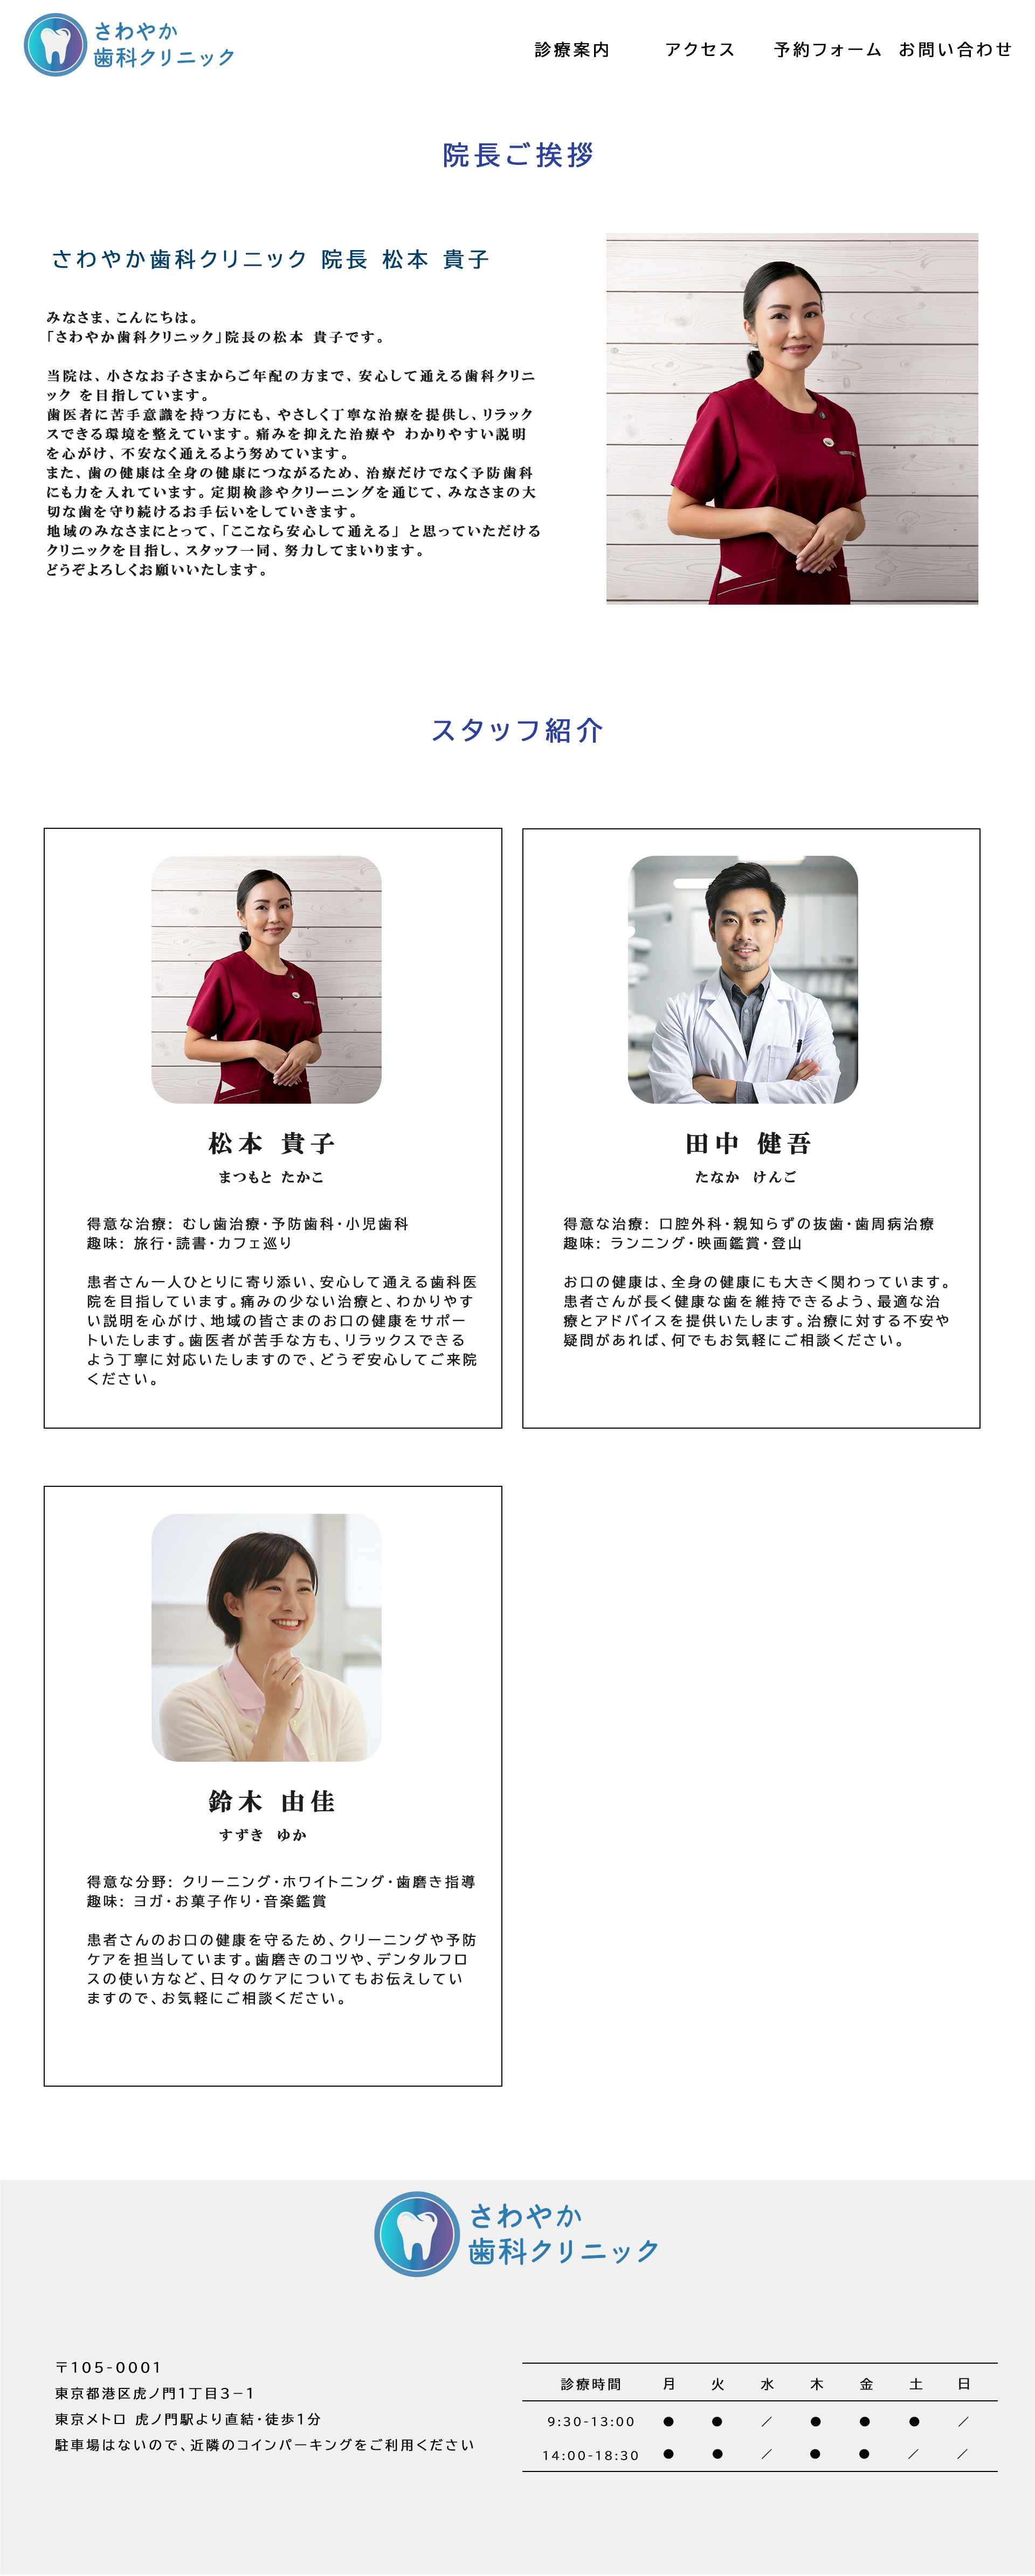 さわやか
歯科クリニック
診療案内 アクセス 予約フォーム お問い合わせ
院長ご挨拶
さわやか歯科クリニック 院長 松本 貴子
みなさま、こんにちは。
「さわやか歯科クリニック」院長の松本 貴子です。
当院は、小さなお子さまからご年配の方まで、安心して通える歯科クリニ
ック を目指しています。
歯医者に苦手意識を持つ方にも、やさしく丁寧な治療を提供し、リラック
スできる環境を整えています。痛みを抑えた治療や わかりやすい説明
を心がけ、不安なく通えるよう努めています。
また、歯の健康は全身の健康につながるため、治療だけでなく予防歯科
にも力を入れています。定期検診やクリーニングを通じて、みなさまの大
切な歯を守り続けるお手伝いをしていきます。
地域のみなさまにとって、「ここなら安心して通える」と思っていただける
クリニックを目指し、スタッフ一同、努力してまいります。
どうぞよろしくお願いいたします。
スタッフ紹介
松本 貴子
まつもと たかこ
得意な治療: むし歯治療・予防歯科・小児歯科
趣味: 旅行・読書・カフェ巡り
患者さん一人ひとりに寄り添い、安心して通える歯科医
院を目指しています。痛みの少ない治療と、わかりやす
い説明を心がけ、地域の皆さまのお口の健康をサポー
トいたします。歯医者が苦手な方も、リラックスできる
よう丁寧に対応いたしますので、どうぞ安心してご来院
ください。
田中 健吾
たなか けんご
得意な治療: 口腔外科・親知らずの抜歯・歯周病治療
趣味: ランニング・映画鑑賞・登山
お口の健康は、全身の健康にも大きく関わっています。
患者さんが長く健康な歯を維持できるよう、最適な治
療とアドバイスを提供いたします。治療に対する不安や
疑問があれば、何でもお気軽にご相談ください。
鈴木 由佳
すずき ゆか
得意な分野: クリーニング・ホワイトニング・歯磨き指導
趣味: ヨガ・お菓子作り・音楽鑑賞
患者さんのお口の健康を守るため、クリーニングや予防
ケアを担当しています。歯磨きのコツや、デンタルフロ
スの使い方など、日々のケアについてもお伝えしてい
ますので、お気軽にご相談ください。
さわやか
歯科クリニック
〒105-0001
東京都港区虎ノ門1丁目3−1
東京メトロ 虎ノ門駅より直結・徒歩1分
駐車場はないので、近隣のコインパーキングをご利用ください
診療時間 月 火 水 木 金 土 日
9:30-13:00 ● ● ／ ● ● ● ／
14:00-18:30 ● ● ／ ● ● ／ ／